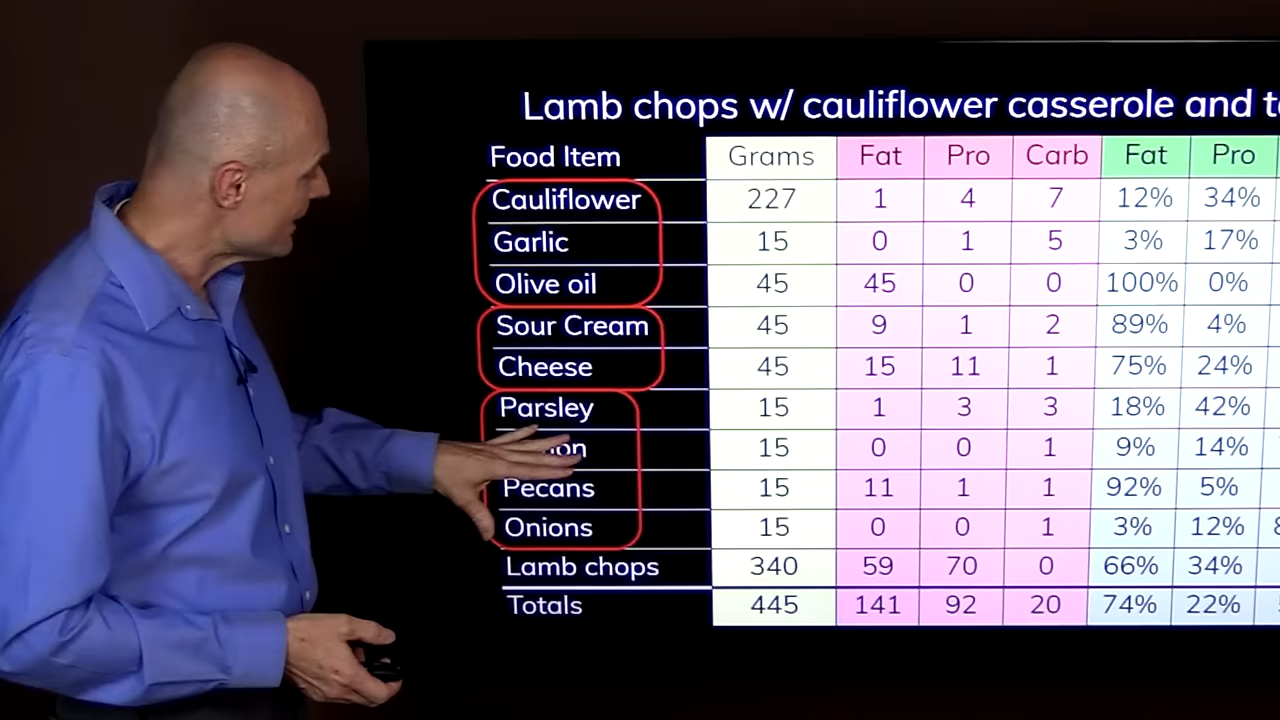 Lamb chops w/ cauliflower casserole and t
Food Item Grams Fat Pro Carb Fat Pro
Cauliflower 227 1 4 7 12% 34%
Garlic 15 0 1 5 3% 17%
Olive oil 45 45 0 0 100% 0%
Sour Cream 45 9 1 2 89% 4%
Cheese 45 15 11 1 75% 24%
Parsley 15 1 3 3 18% 42%
15 0 0 1 9% 14%
Pecans 15 11 1 1 92% 5%
Onions 15 0 0 1 3% 12%
Lamb chops 340 59 70 0 66% 34%
Totals 445 141 92 20 74% 22%